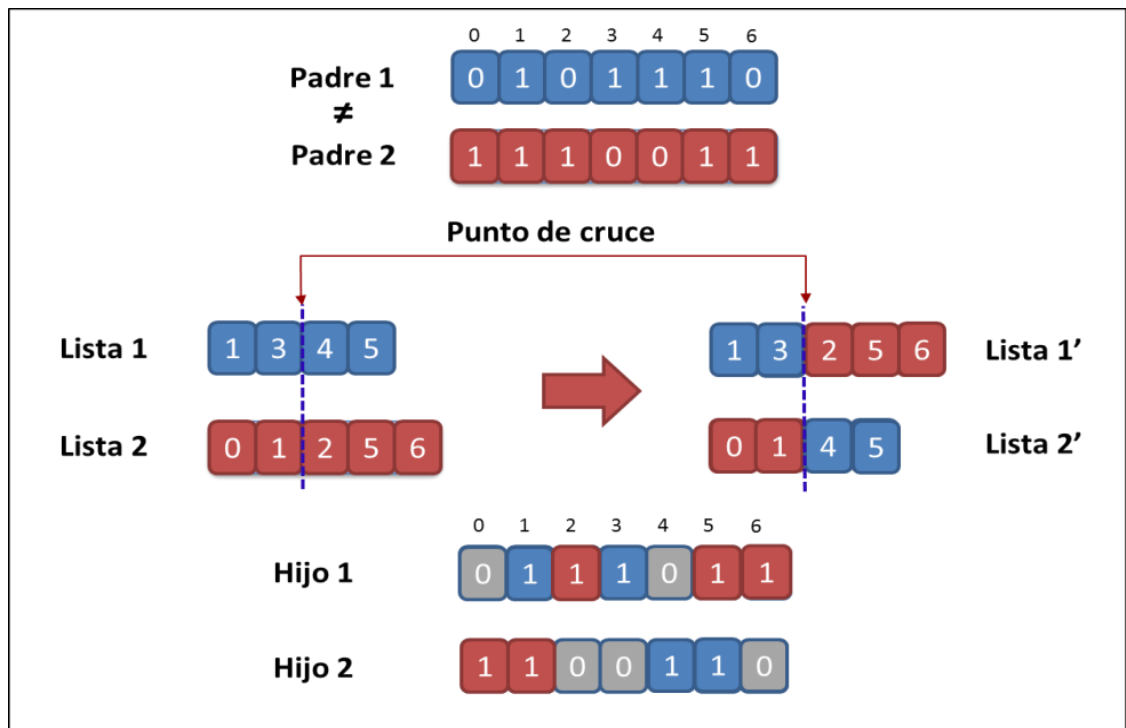 0 1 2 3 4 5 6
Padre 1 0 1 0 1 1 1 0
≠
Padre 2 1 1 1 0 0 1 1
Punto de cruce
Lista 1 1 3 4 5
1 3 2 5 6 Lista 1’
Lista 2 0 1 2 5 6
0 1 4 5 Lista 2’
0 1 2 3 4 5 6
Hijo 1 0 1 1 1 0 1 1
Hijo 2 1 1 0 0 1 1 0